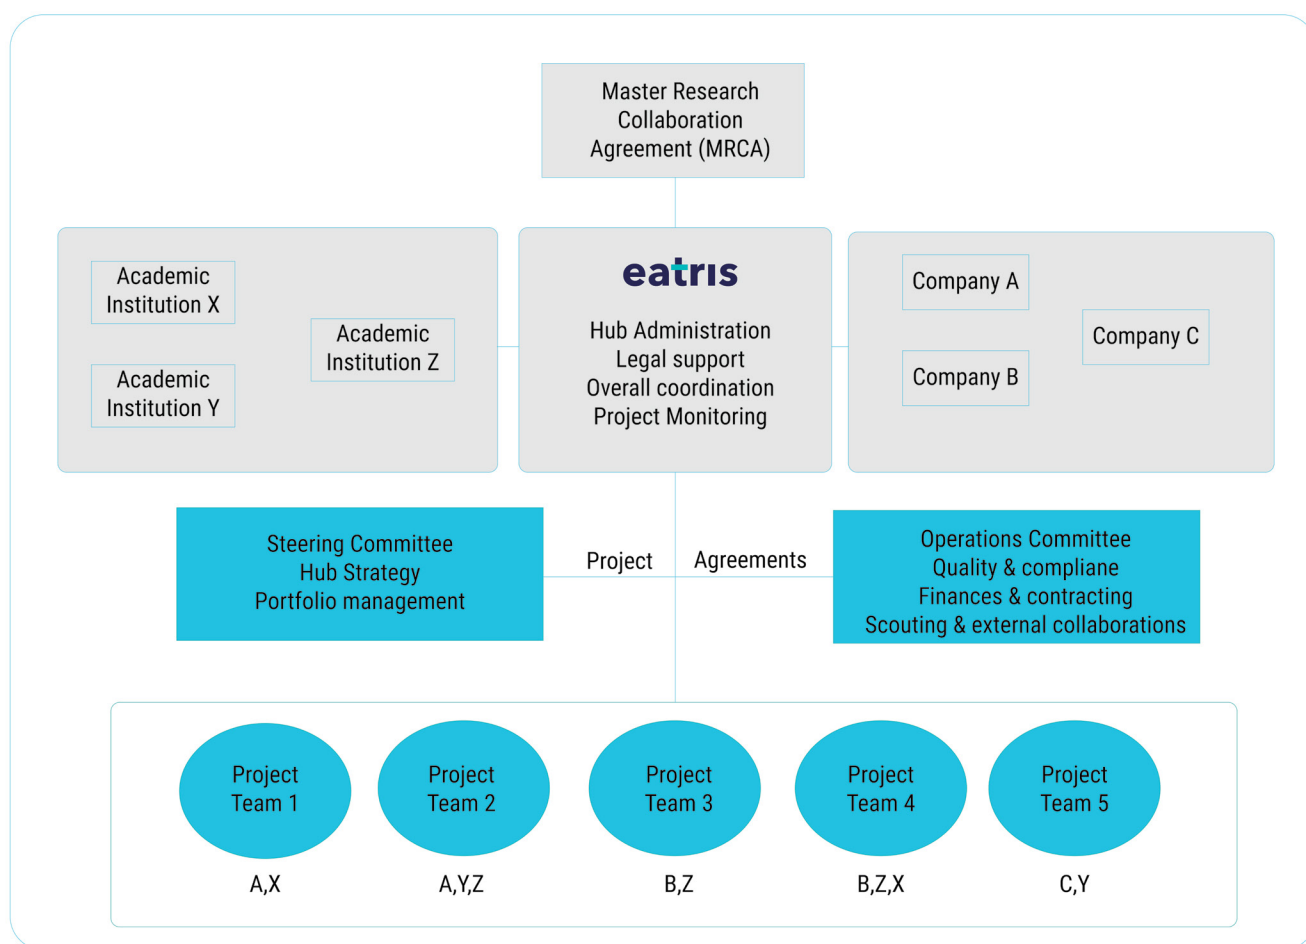 Master Research
Collaboration
Agreement (MRCA)
Academic
Institution X
Academic
Institution Y
Academic
Institution Z
eatris
Hub Administration
Legal support
Overall coordination
Project Monitoring
Company A
Company B
Company C
Steering Committee
Hub Strategy
Portfolio management
Project Agreements
Operations Committee
Quality & compliane
Finances & contracting
Scouting & external collaborations
Project
Team 1
A,X
Project
Team 2
A,Y,Z
Project
Team 3
B,Z
Project
Team 4
B,Z,X
Project
Team 5
C,Y